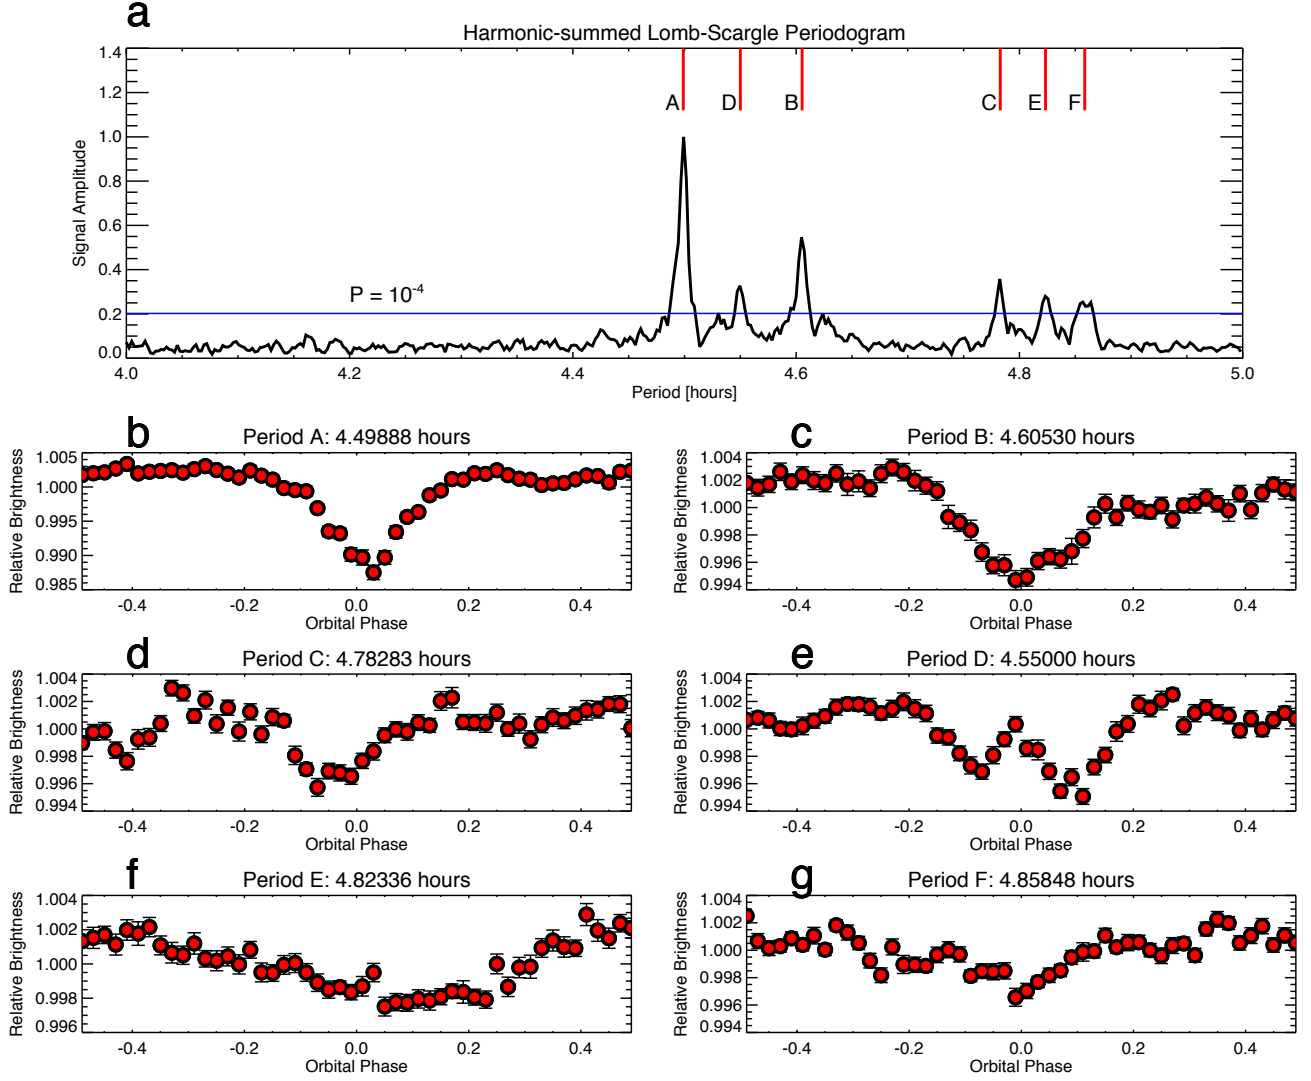 a
Harmonic-summed Lomb-Scargle Periodogram
1.4
1.2
1.0
0.8
0.6
0.4
0.2
0.0
Signal Amplitude
A D B C E F
P = 10⁻⁴
4.0 4.2 4.4 4.6 4.8 5.0
Period [hours]
b
Period A: 4.49888 hours
1.005
1.000
0.995
0.990
0.985
Relative Brightness
-0.4 -0.2 0.0 0.2 0.4
Orbital Phase
c
Period B: 4.60530 hours
1.004
1.002
1.000
0.998
0.996
0.994
Relative Brightness
-0.4 -0.2 0.0 0.2 0.4
Orbital Phase
d
Period C: 4.78283 hours
1.004
1.002
1.000
0.998
0.996
0.994
Relative Brightness
-0.4 -0.2 0.0 0.2 0.4
Orbital Phase
e
Period D: 4.55000 hours
1.004
1.002
1.000
0.998
0.996
0.994
Relative Brightness
-0.4 -0.2 0.0 0.2 0.4
Orbital Phase
f
Period E: 4.82336 hours
1.004
1.002
1.000
0.998
0.996
Relative Brightness
-0.4 -0.2 0.0 0.2 0.4
Orbital Phase
g
Period F: 4.85848 hours
1.004
1.002
1.000
0.998
0.996
0.994
Relative Brightness
-0.4 -0.2 0.0 0.2 0.4
Orbital Phase